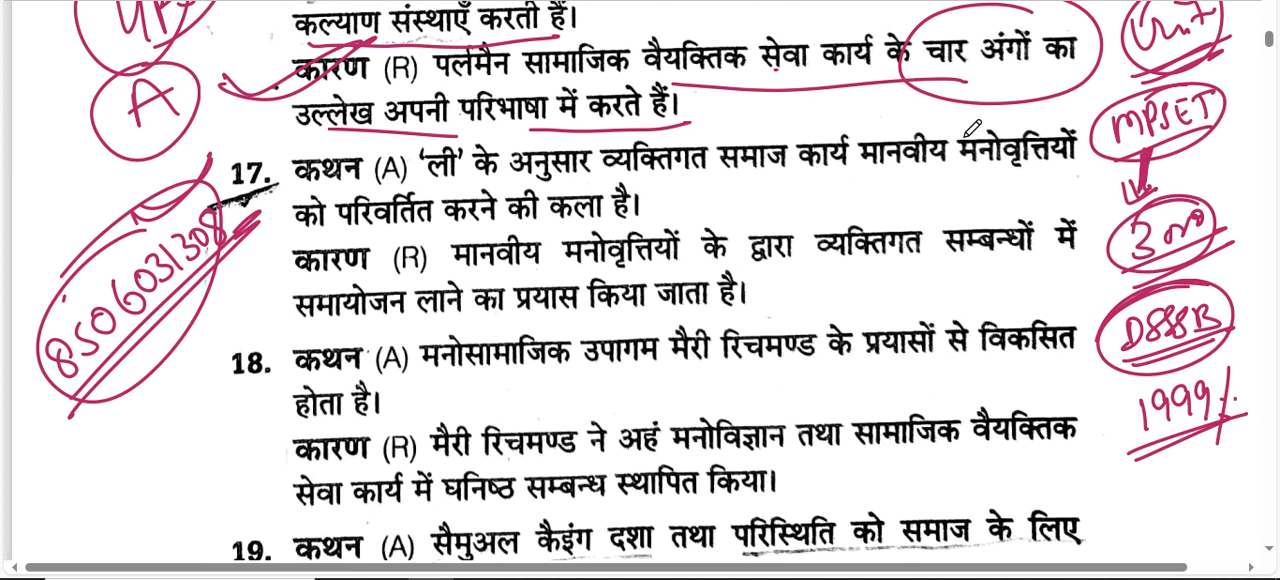 UPI
कल्याण संस्थाएँ करती हैं।
कारण (R) पर्लमैन सामाजिक वैयक्तिक सेवा कार्य के चार अंगों का
उल्लेख अपनी परिभाषा में करते हैं।
A
Unit
MPSET
17. कथन (A) ‘ली’ के अनुसार व्यक्तिगत समाज कार्य मानवीय मनोवृत्तियों
को परिवर्तित करने की कला है।
कारण (R) मानवीय मनोवृत्तियों के द्वारा व्यक्तिगत सम्बन्धों में
समायोजन लाने का प्रयास किया जाता है।
8506031308
18. कथन (A) मनोसामाजिक उपागम मैरी रिचमण्ड के प्रयासों से विकसित
होता है।
कारण (R) मैरी रिचमण्ड ने अहं मनोविज्ञान तथा सामाजिक वैयक्तिक
सेवा कार्य में घनिष्ठ सम्बन्ध स्थापित किया।
1999/-
19. कथन (A) सैमुअल कैइंग दशा तथा परिस्थिति को समाज के लिए